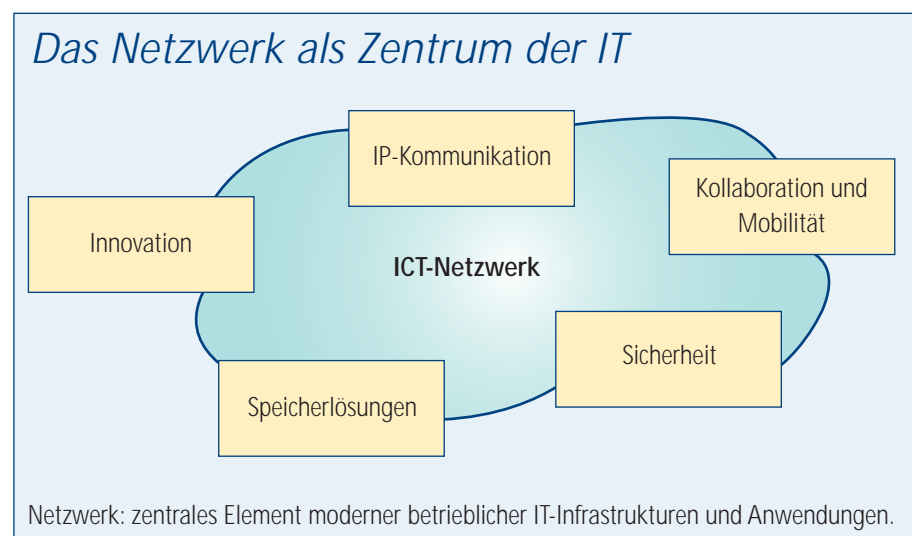 Das Netzwerk als Zentrum der IT
IP-Kommunikation
Kollaboration und
Mobilität
Innovation
ICT-Netzwerk
Sicherheit
Speicherlösungen
Netzwerk: zentrales Element moderner betrieblicher IT-Infrastrukturen und Anwendungen.